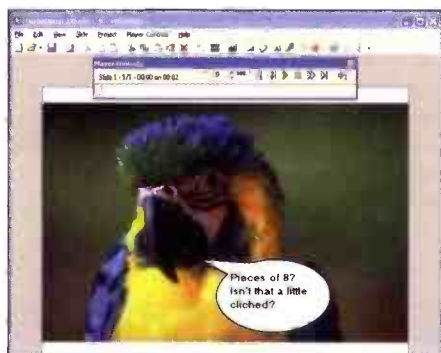 File Edit View Slide Project Player Controls Help
Player controls
Slide 1 - 1/1 - 00:00 on 00:02
Pieces of 8?
Isn't that a little
cliched?